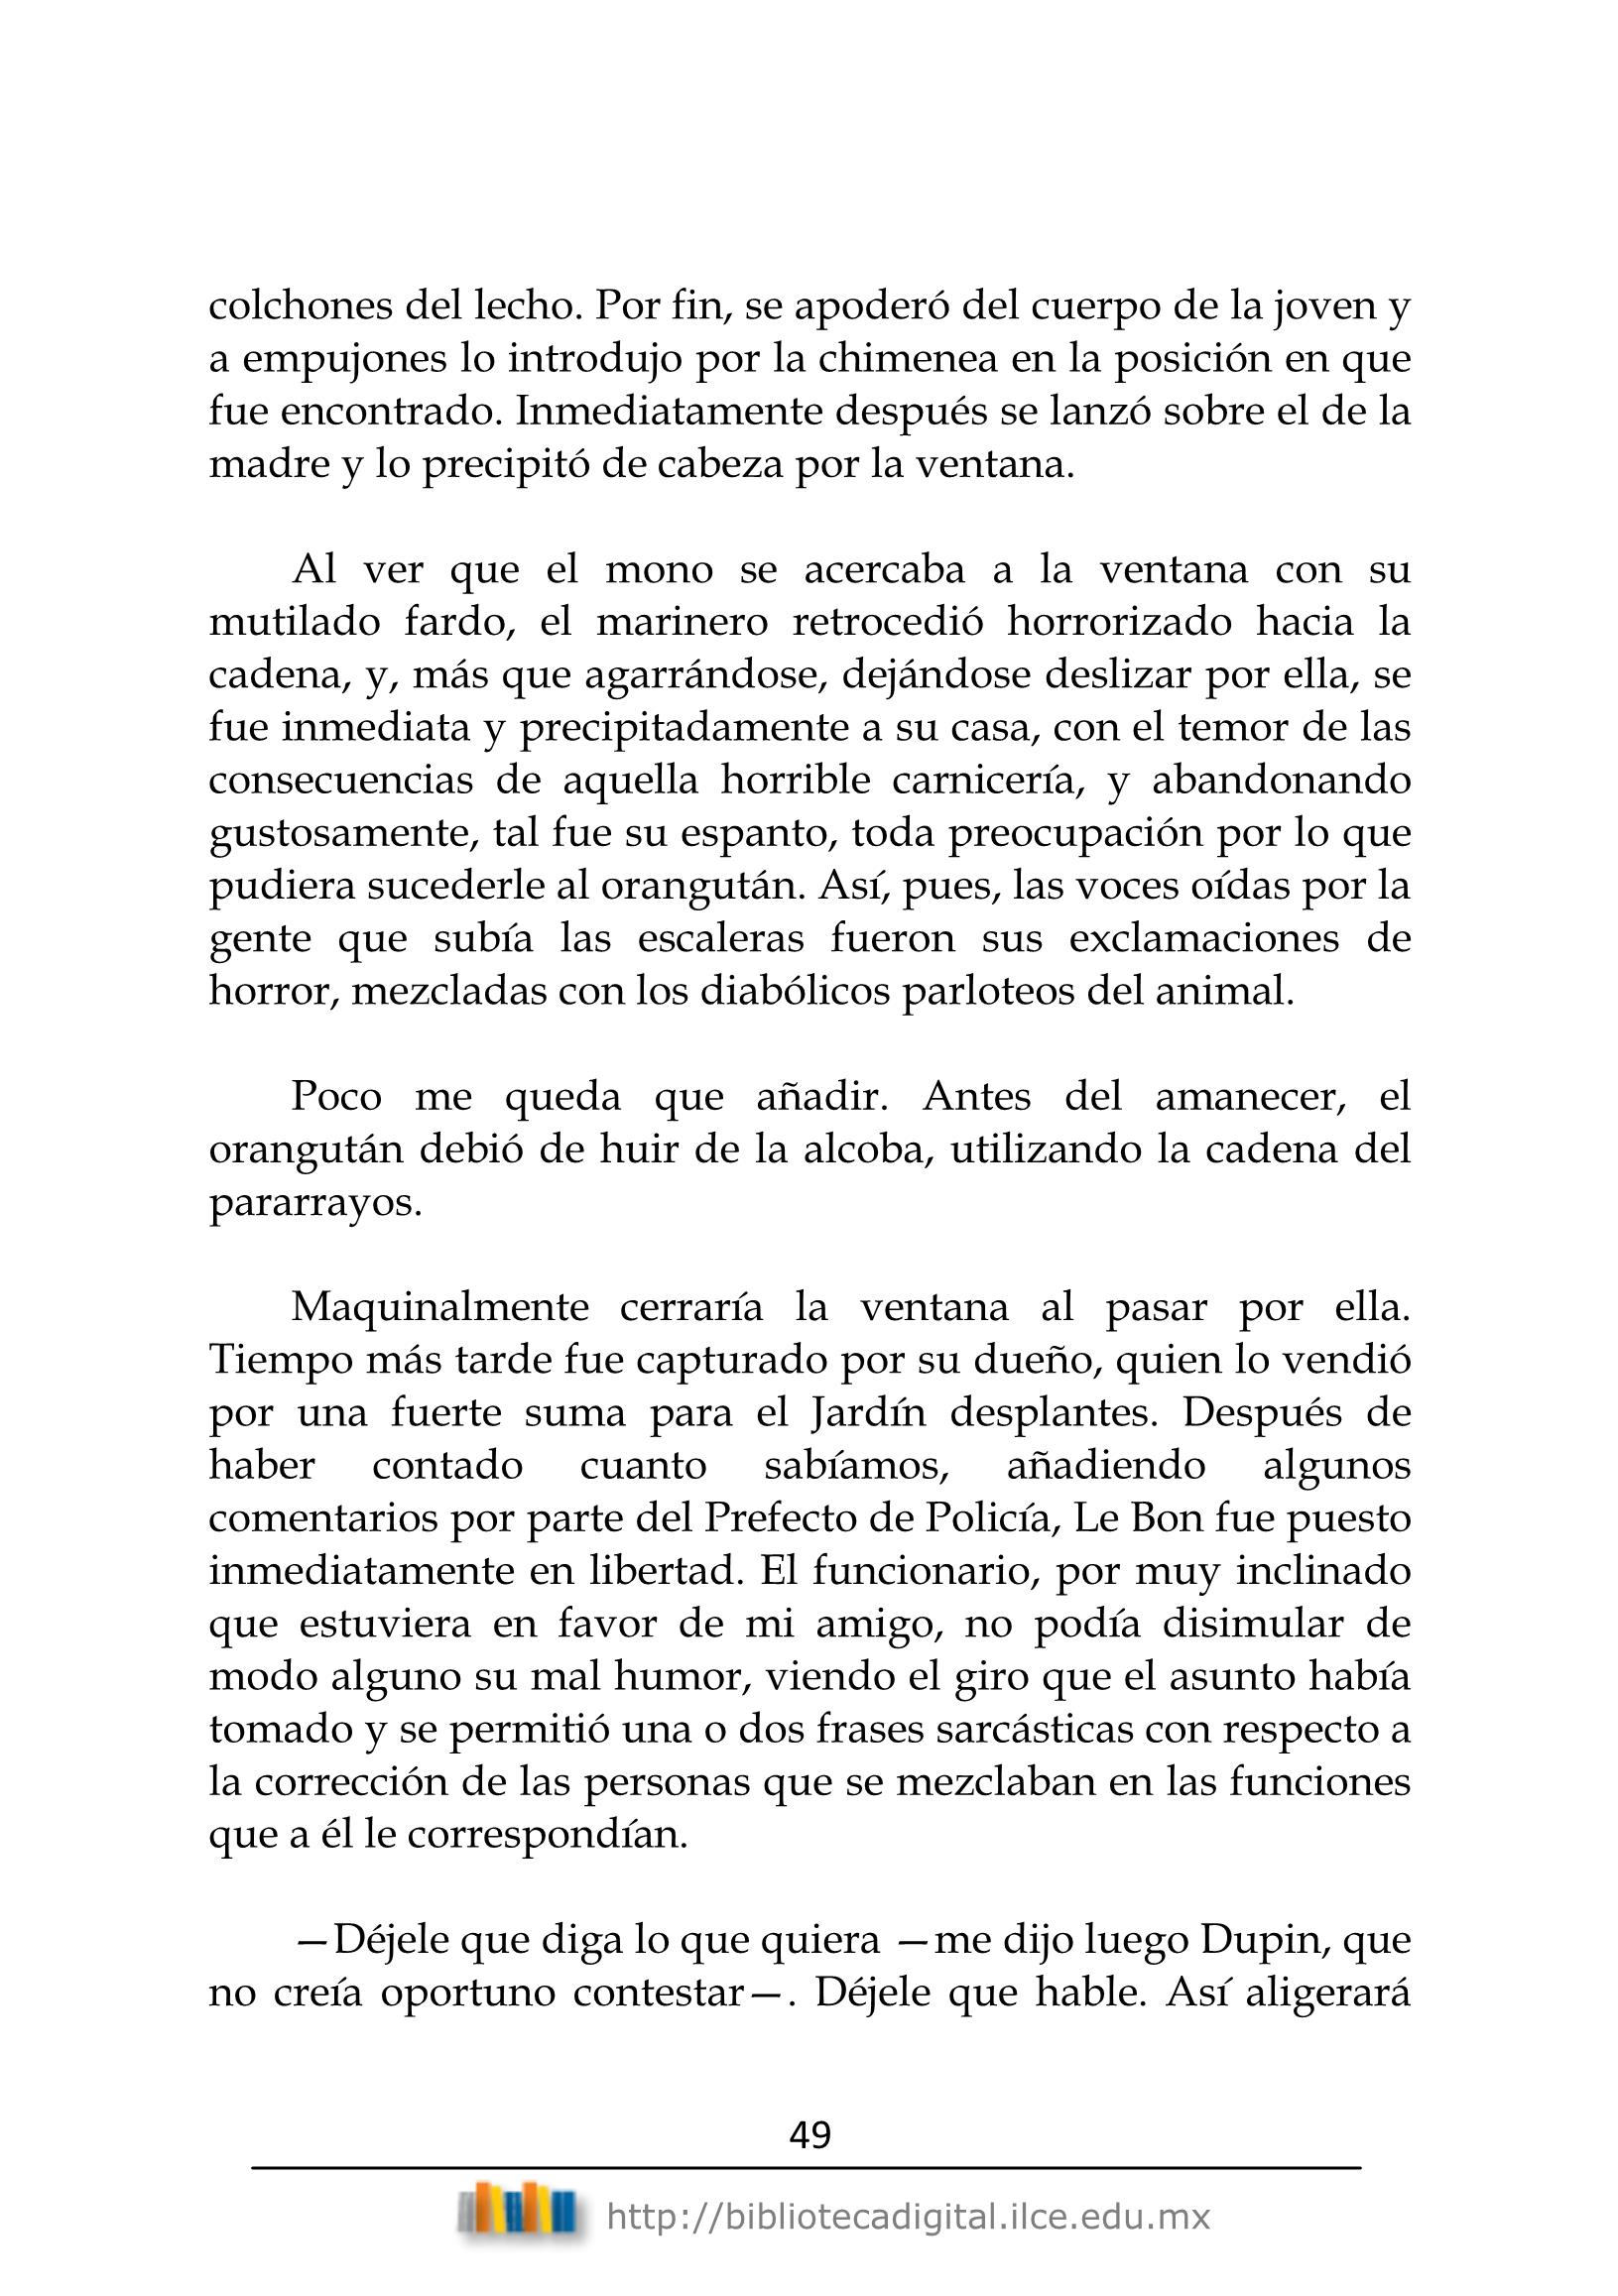 colchones del lecho. Por fin, se apoderó del cuerpo de la joven y
a empujones lo introdujo por la chimenea en la posición en que
fue encontrado. Inmediatamente después se lanzó sobre el de la
madre y lo precipitó de cabeza por la ventana.
Al ver que el mono se acercaba a la ventana con su
mutilado fardo, el marinero retrocedió horrorizado hacia la
cadena, y, más que agarrándose, dejándose deslizar por ella, se
fue inmediata y precipitadamente a su casa, con el temor de las
consecuencias de aquella horrible carnicería, y abandonando
gustosamente, tal fue su espanto, toda preocupación por lo que
pudiera sucederle al orangután. Así, pues, las voces oídas por la
gente que subía las escaleras fueron sus exclamaciones de
horror, mezcladas con los diabólicos parloteos del animal.
Poco me queda que añadir. Antes del amanecer, el
orangután debió de huir de la alcoba, utilizando la cadena del
pararrayos.
Maquinalmente cerraría la ventana al pasar por ella.
Tiempo más tarde fue capturado por su dueño, quien lo vendió
por una fuerte suma para el Jardín desplantes. Después de
haber contado cuanto sabíamos, añadiendo algunos
comentarios por parte del Prefecto de Policía, Le Bon fue puesto
inmediatamente en libertad. El funcionario, por muy inclinado
que estuviera en favor de mi amigo, no podía disimular de
modo alguno su mal humor, viendo el giro que el asunto había
tomado y se permitió una o dos frases sarcásticas con respecto a
la corrección de las personas que se mezclaban en las funciones
que a él le correspondían.
—Déjele que diga lo que quiera —me dijo luego Dupin, que
no creía oportuno contestar—. Déjele que hable. Así aligerará
49
http://bibliotecadigital.ilce.edu.mx